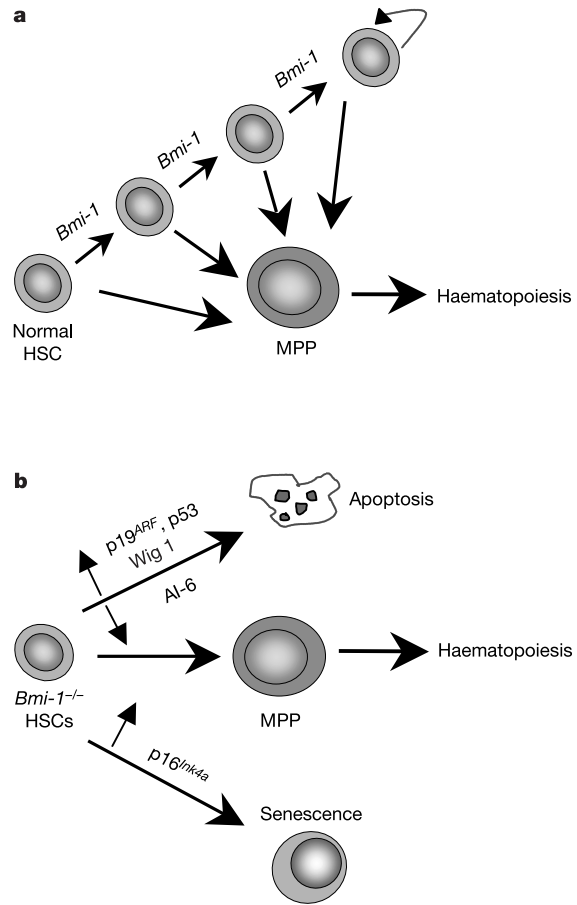 a
Bmi-1
Bmi-1
Bmi-1
Normal
HSC
MPP
Haematopoiesis
b
p19ARF, p53
Wig 1
AI-6
Apoptosis
Bmi-1–/–
HSCs
MPP
Haematopoiesis
p16Ink4a
Senescence